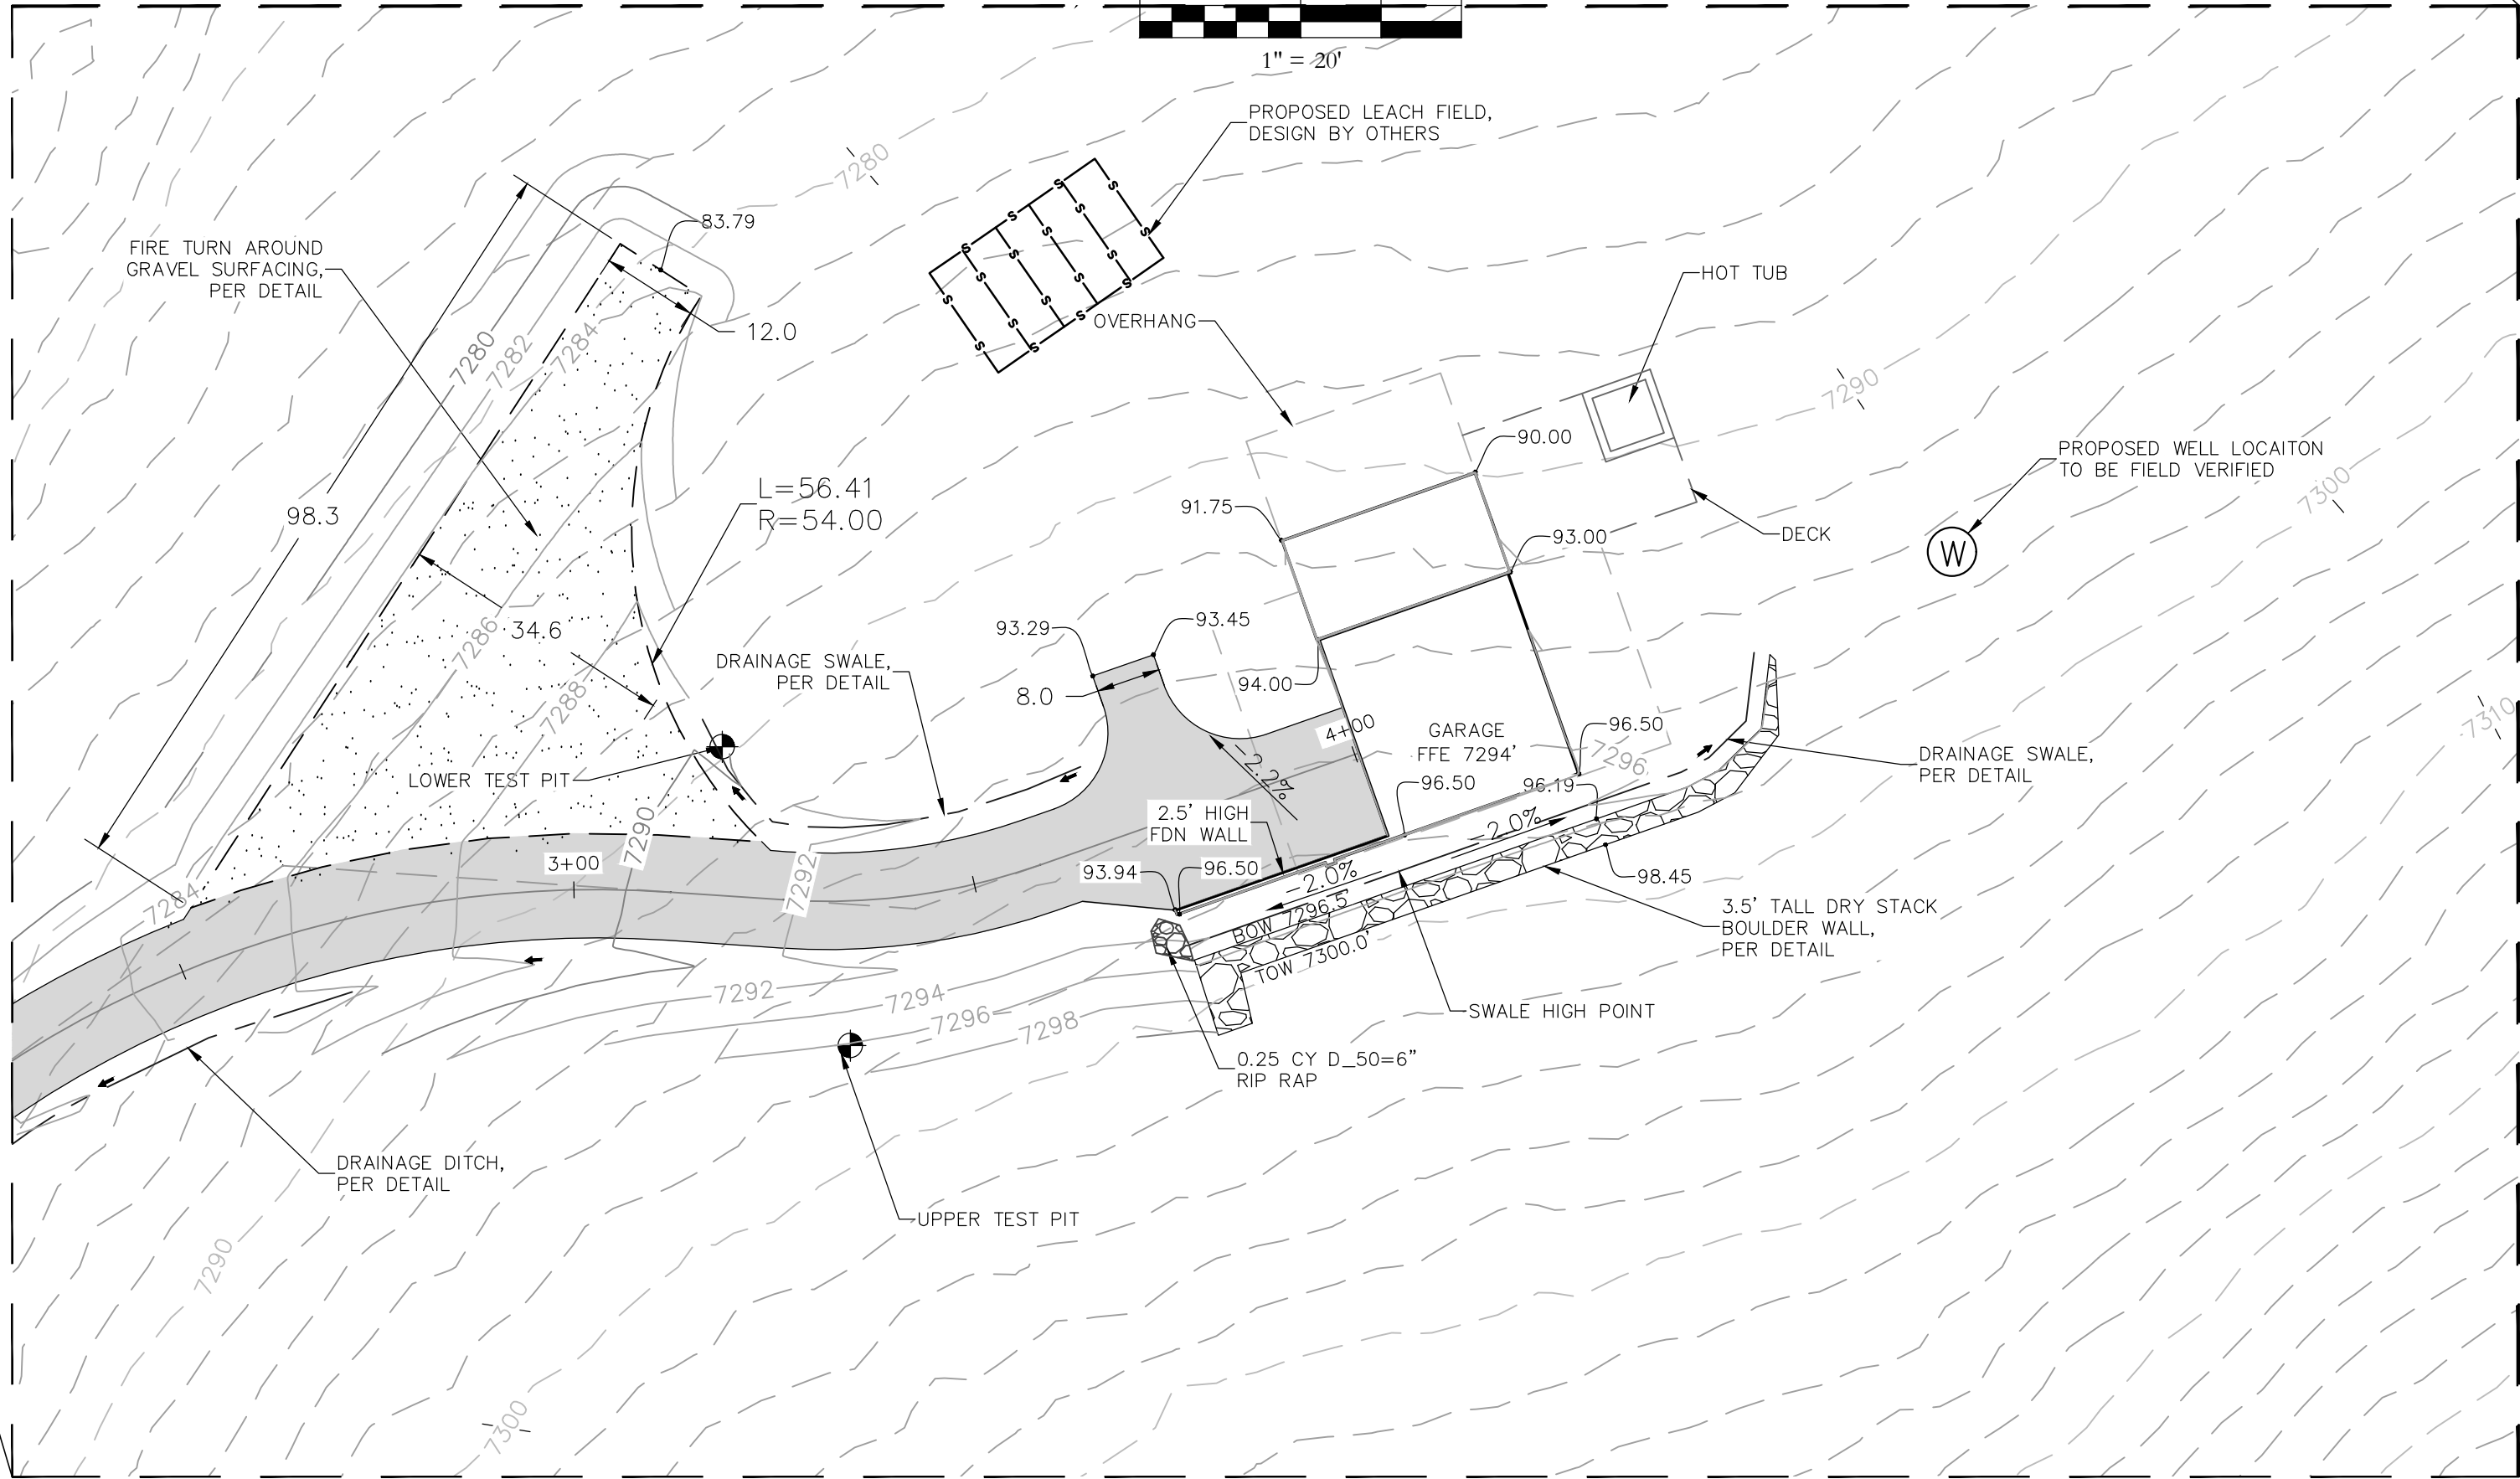 1" = 20'
PROPOSED LEACH FIELD,
DESIGN BY OTHERS
7280
83.79
FIRE TURN AROUND
GRAVEL SURFACING,
PER DETAIL
S S S S S S S S S S S S S S S S S S S
12.0
OVERHANG
HOT TUB
7280
7282
7284
7290
90.00
PROPOSED WELL LOCAITON
TO BE FIELD VERIFIED
7300
98.3
L=56.41
R=54.00
91.75
93.00
DECK
W
34.6
7286
93.29
93.45
DRAINAGE SWALE,
PER DETAIL
8.0
94.00
7288
7310
4+00
GARAGE
FFE 7294'
96.50
7296
-2.2%
DRAINAGE SWALE,
PER DETAIL
LOWER TEST PIT
96.50
96.19
2.5' HIGH
FDN WALL
-2.0%
7290
3+00
7292
93.94
96.50
-2.0%
98.45
7284
BOW 7296.5'
3.5' TALL DRY STACK
BOULDER WALL,
PER DETAIL
TOW 7300.0'
7292
7294
7296
7298
SWALE HIGH POINT
0.25 CY D_50=6"
RIP RAP
DRAINAGE DITCH,
PER DETAIL
UPPER TEST PIT
7290
7300